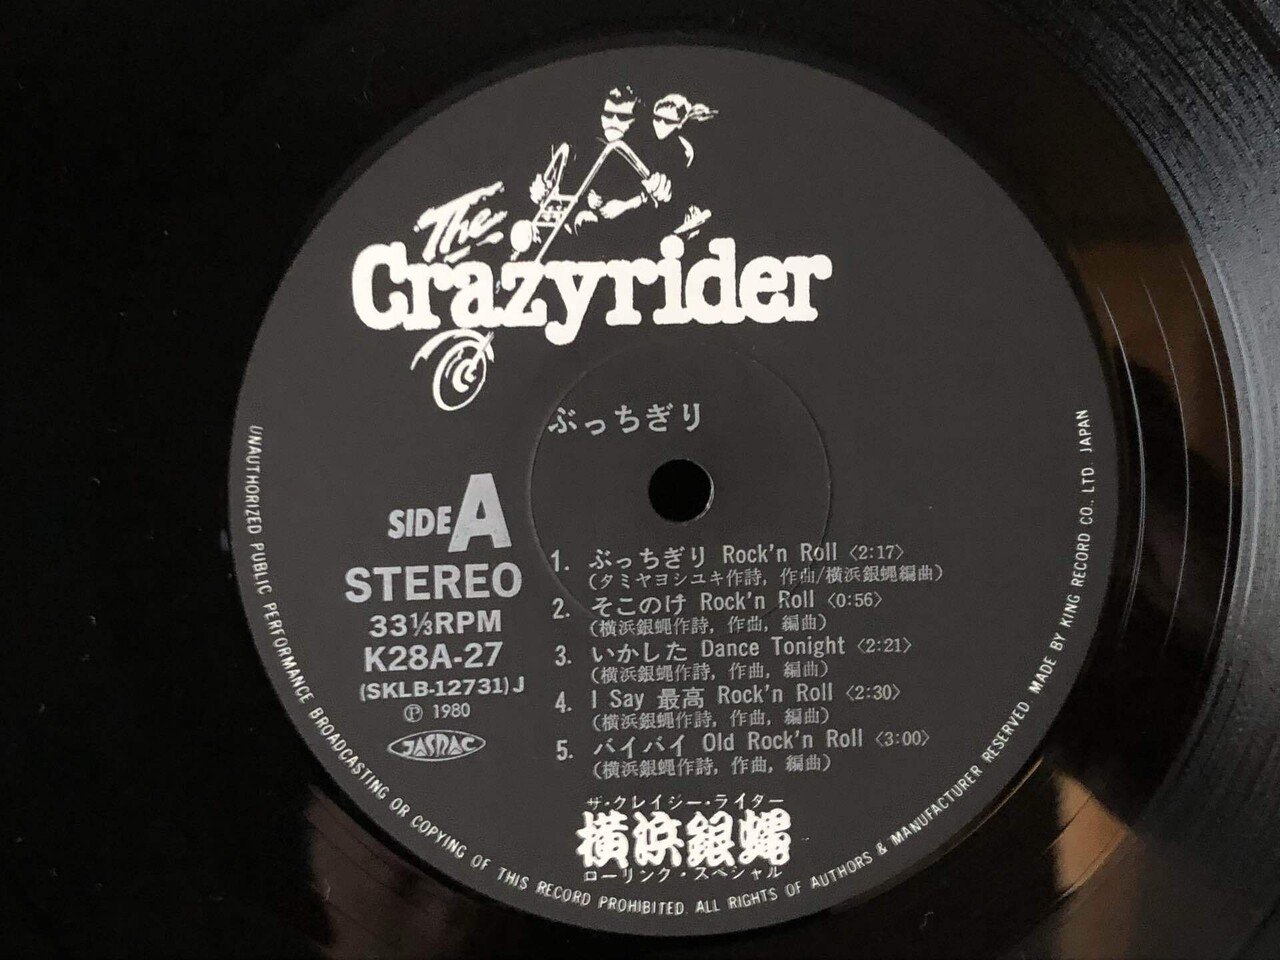 The
Crazyrider
ぶっちぎり
SIDE A
STEREO
33⅓RPM
K28A-27
(SKLB-12731)J
Ⓟ 1980
JASRAC
1. ぶっちぎり Rock'n Roll <2:17>
(タミヤヨシユキ作詩, 作曲/横浜銀蝿編曲)
2. そこのけ Rock'n Roll <0:56>
(横浜銀蝿作詩, 作曲, 編曲)
3. いかした Dance Tonight <2:21>
(横浜銀蝿作詩, 作曲, 編曲)
4. I Say 最高 Rock'n Roll <2:30>
(横浜銀蝿作詩, 作曲, 編曲)
5. バイバイ Old Rock'n Roll <3:00>
(横浜銀蝿作詩, 作曲, 編曲)
ザ・クレイジー・ライダー
横浜銀蝿
ローリング・スペシャル
UNAUTHORIZED PUBLIC PERFORMANCE BROADCASTING OR COPYING OF THIS RECORD PROHIBITED. ALL RIGHTS OF AUTHORS & MANUFACTURER RESERVED MADE BY KING RECORD CO., LTD. JAPAN